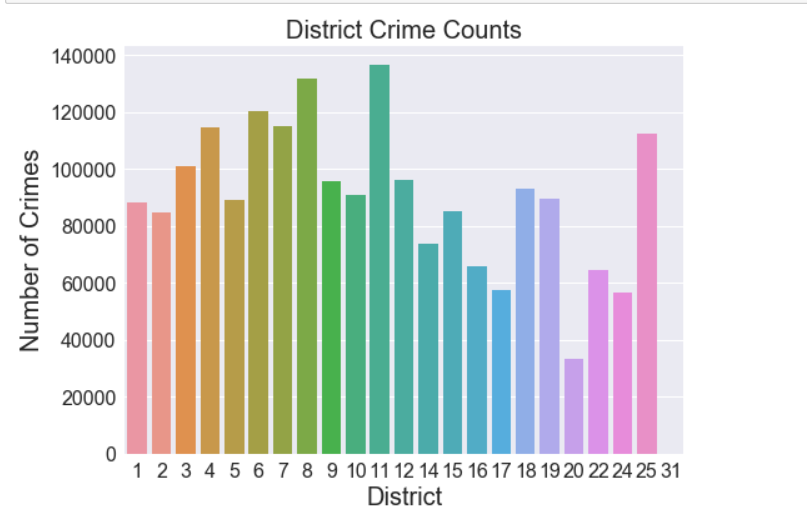 District Crime Counts
140000
120000
100000
80000
60000
40000
20000
0
Number of Crimes
1 2 3 4 5 6 7 8 9 10 11 12 14 15 16 17 18 19 20 22 24 25 31
District